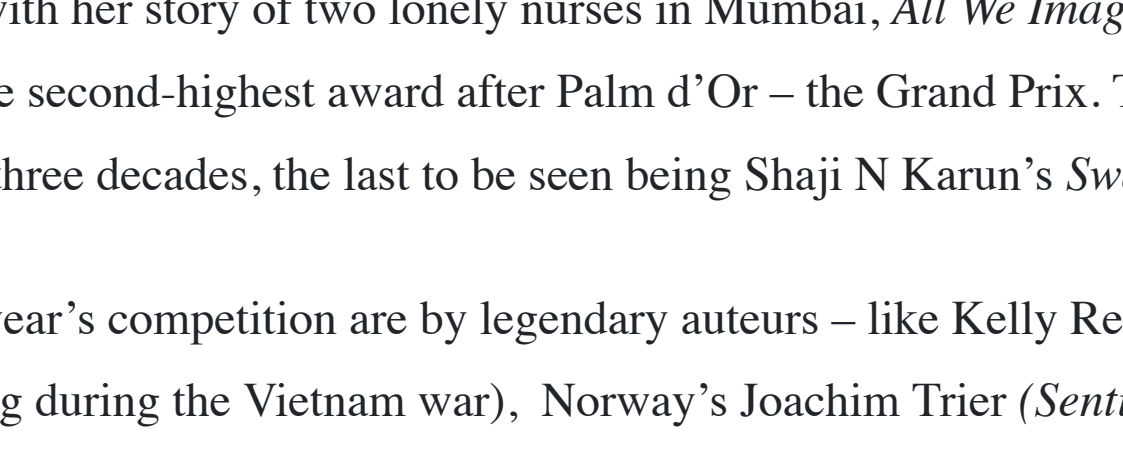 with her story of two lonely nurses in Mumbai, All We Imag
e second-highest award after Palm d’Or – the Grand Prix. T
three decades, the last to be seen being Shaji N Karun’s Sw
year’s competition are by legendary auteurs – like Kelly Re
g during the Vietnam war),  Norway’s Joachim Trier (Senti